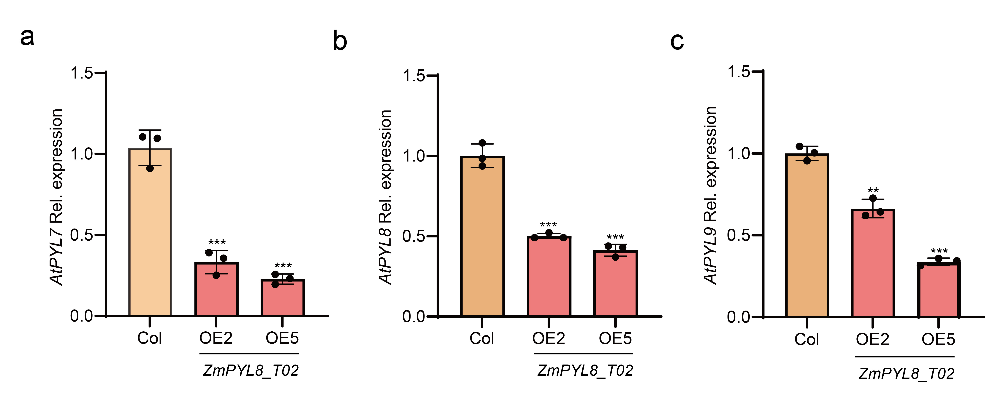 a
AtPYL7 Rel. expression
1.5
1.0
0.5
0.0
***
***
Col
OE2
OE5
ZmPYL8_T02
b
AtPYL8 Rel. expression
1.5
1.0
0.5
0.0
***
***
Col
OE2
OE5
ZmPYL8_T02
c
AtPYL9 Rel. expression
1.5
1.0
0.5
0.0
**
***
Col
OE2
OE5
ZmPYL8_T02